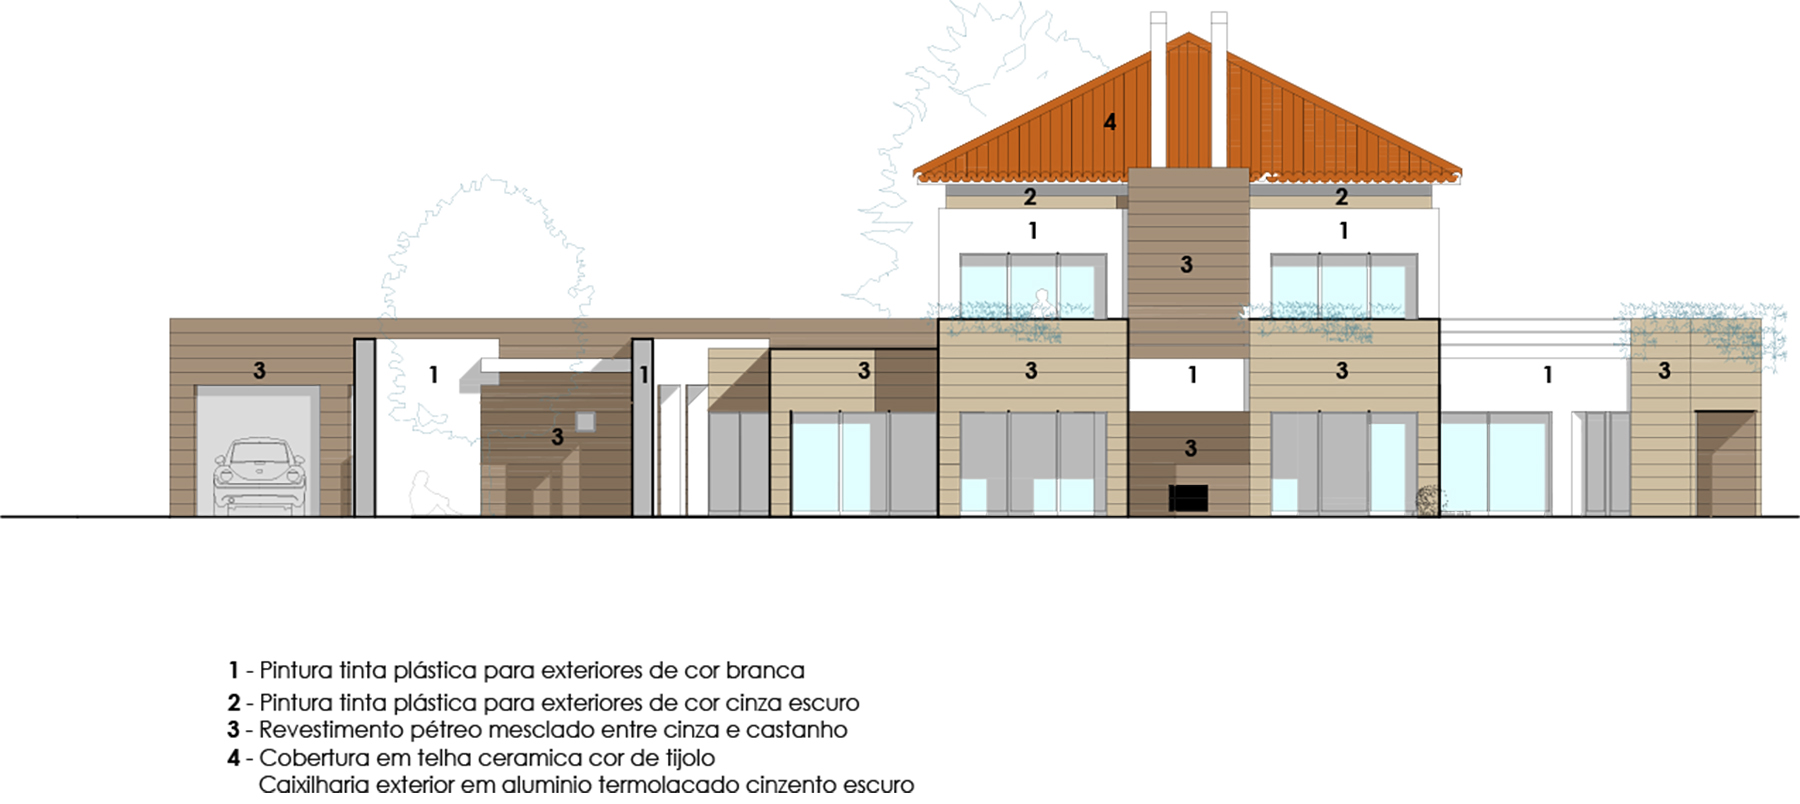 4
2 2
1 1
3
3 1 1 3 3 1 3 1 3
3 3
1 - Pintura tinta plástica para exteriores de cor branca
2 - Pintura tinta plástica para exteriores de cor cinza escuro
3 - Revestimento pétreo mesclado entre cinza e castanho
4 - Cobertura em telha ceramica cor de tijolo
Caixilharia exterior em aluminio termolacado cinzento escuro